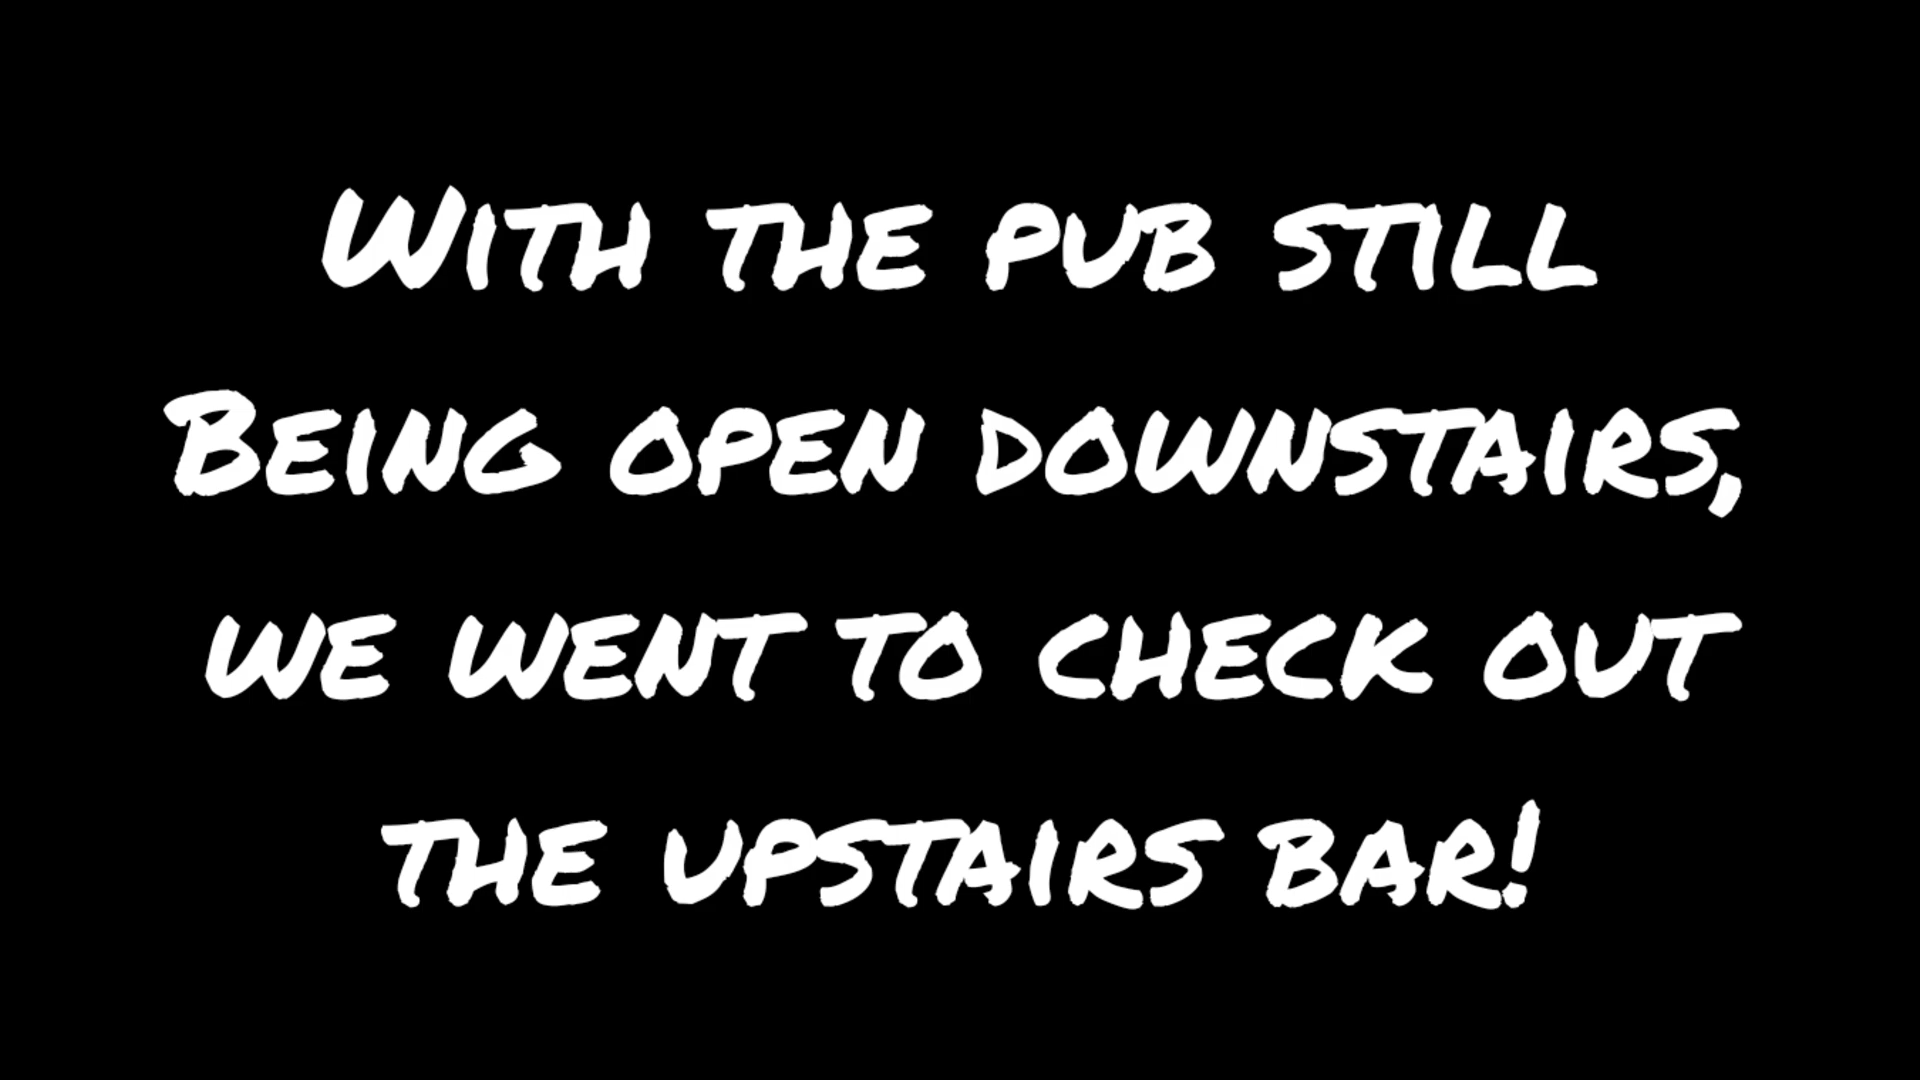 With the pub still
Being open downstairs,
we went to check out
the upstairs bar!